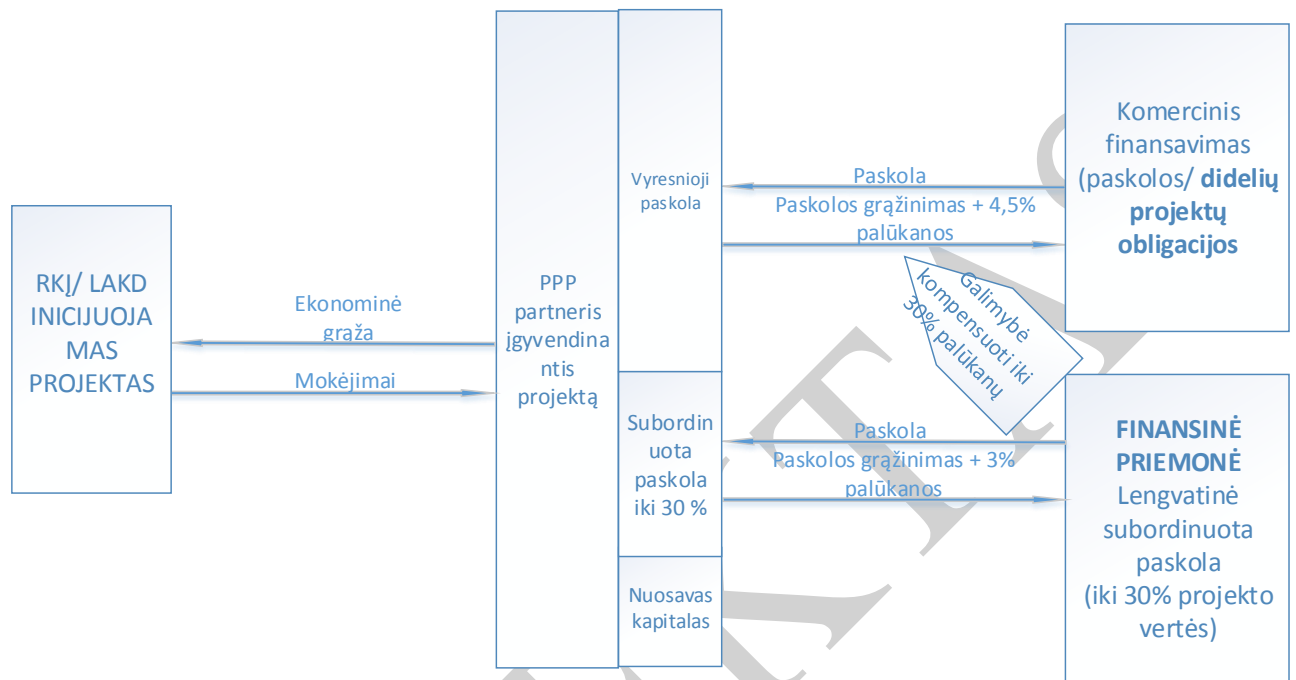 RKĮ/ LAKD
INICIJUOJA
MAS
PROJEKTAS
Ekonominė
grąža
Mokėjimai
PPP
partneris
įgyvendina
ntis
projektą
Vyresnioji
paskola
Subordin
uota
paskola
iki 30 %
Nuosavas
kapitalas
Paskola
Paskolos grąžinimas + 4,5%
palūkanos
Galimybė
kompensuoti iki
30% palūkanų
Paskola
Paskolos grąžinimas + 3%
palūkanos
Komercinis
finansavimas
(paskolos/ didelių
projektų
obligacijos
FINANSINĖ
PRIEMONĖ
Lengvatinė
subordinuota
paskola
(iki 30% projekto
vertės)